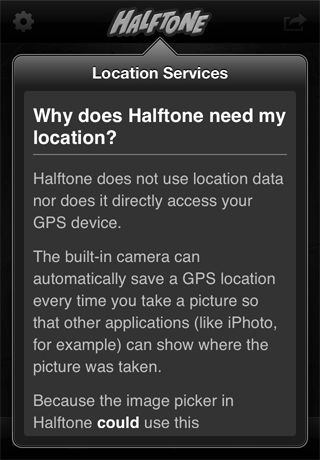 HALFTONE
Location Services
Why does Halftone need my
location?
Halftone does not use location data
nor does it directly access your
GPS device.
The built-in camera can
automatically save a GPS location
every time you take a picture so
that other applications (like iPhoto,
for example) can show where the
picture was taken.
Because the image picker in
Halftone could use this